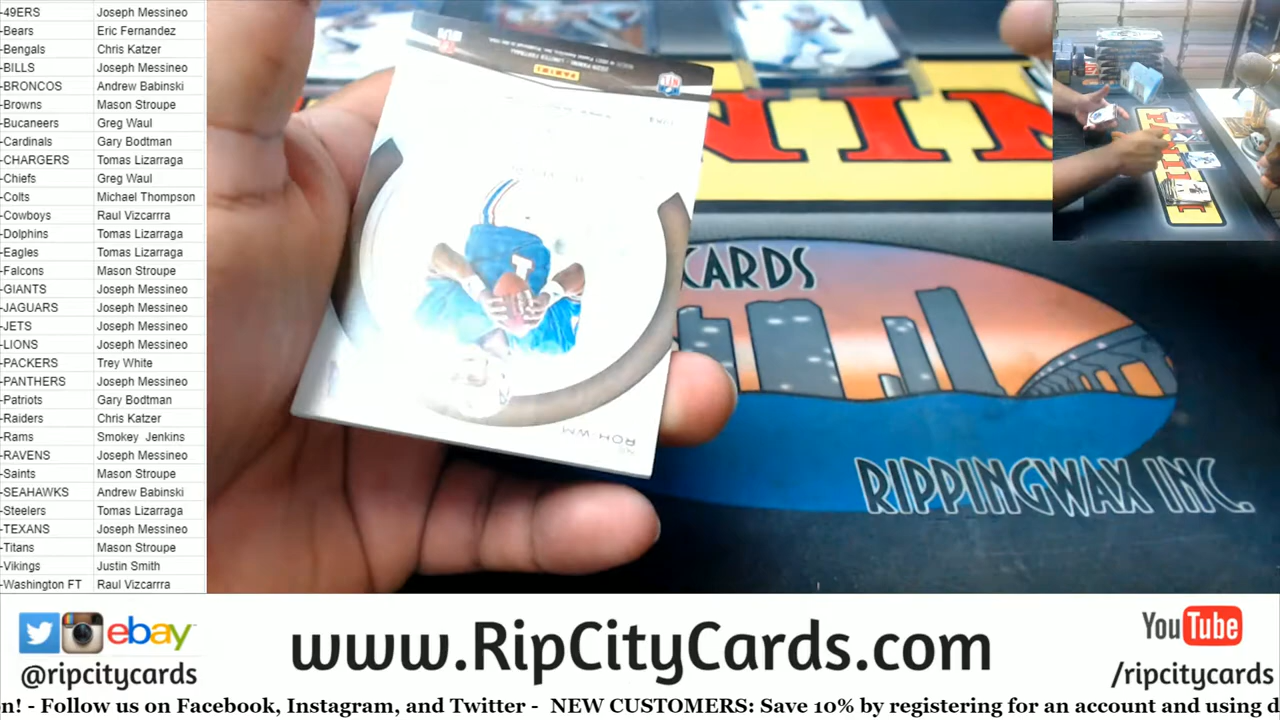 -49ERS Joseph Messineo
-Bears Eric Fernandez
-Bengals Chris Katzer
-BILLS Joseph Messineo
-BRONCOS Andrew Babinski
-Browns Mason Stroupe
-Bucaneers Greg Waul
-Cardinals Gary Bodtman
-CHARGERS Tomas Lizarraga
-Chiefs Greg Waul
-Colts Michael Thompson
-Cowboys Raul Vizcarrra
-Dolphins Tomas Lizarraga
-Eagles Tomas Lizarraga
-Falcons Mason Stroupe
-GIANTS Joseph Messineo
-JAGUARS Joseph Messineo
-JETS Joseph Messineo
-LIONS Joseph Messineo
-PACKERS Trey White
-PANTHERS Joseph Messineo
-Patriots Gary Bodtman
-Raiders Chris Katzer
-Rams Smokey Jenkins
-RAVENS Joseph Messineo
-Saints Mason Stroupe
-SEAHAWKS Andrew Babinski
-Steelers Tomas Lizarraga
-TEXANS Joseph Messineo
-Titans Mason Stroupe
-Vikings Justin Smith
-Washington FT Raul Vizcarrra
PANINI
CARDS
RIPPINGWAX INC.
ebay
@ripcitycards
www.RipCityCards.com
YouTube
/ripcitycards
n! - Follow us on Facebook, Instagram, and Twitter - NEW CUSTOMERS: Save 10% by registering for an account and using d